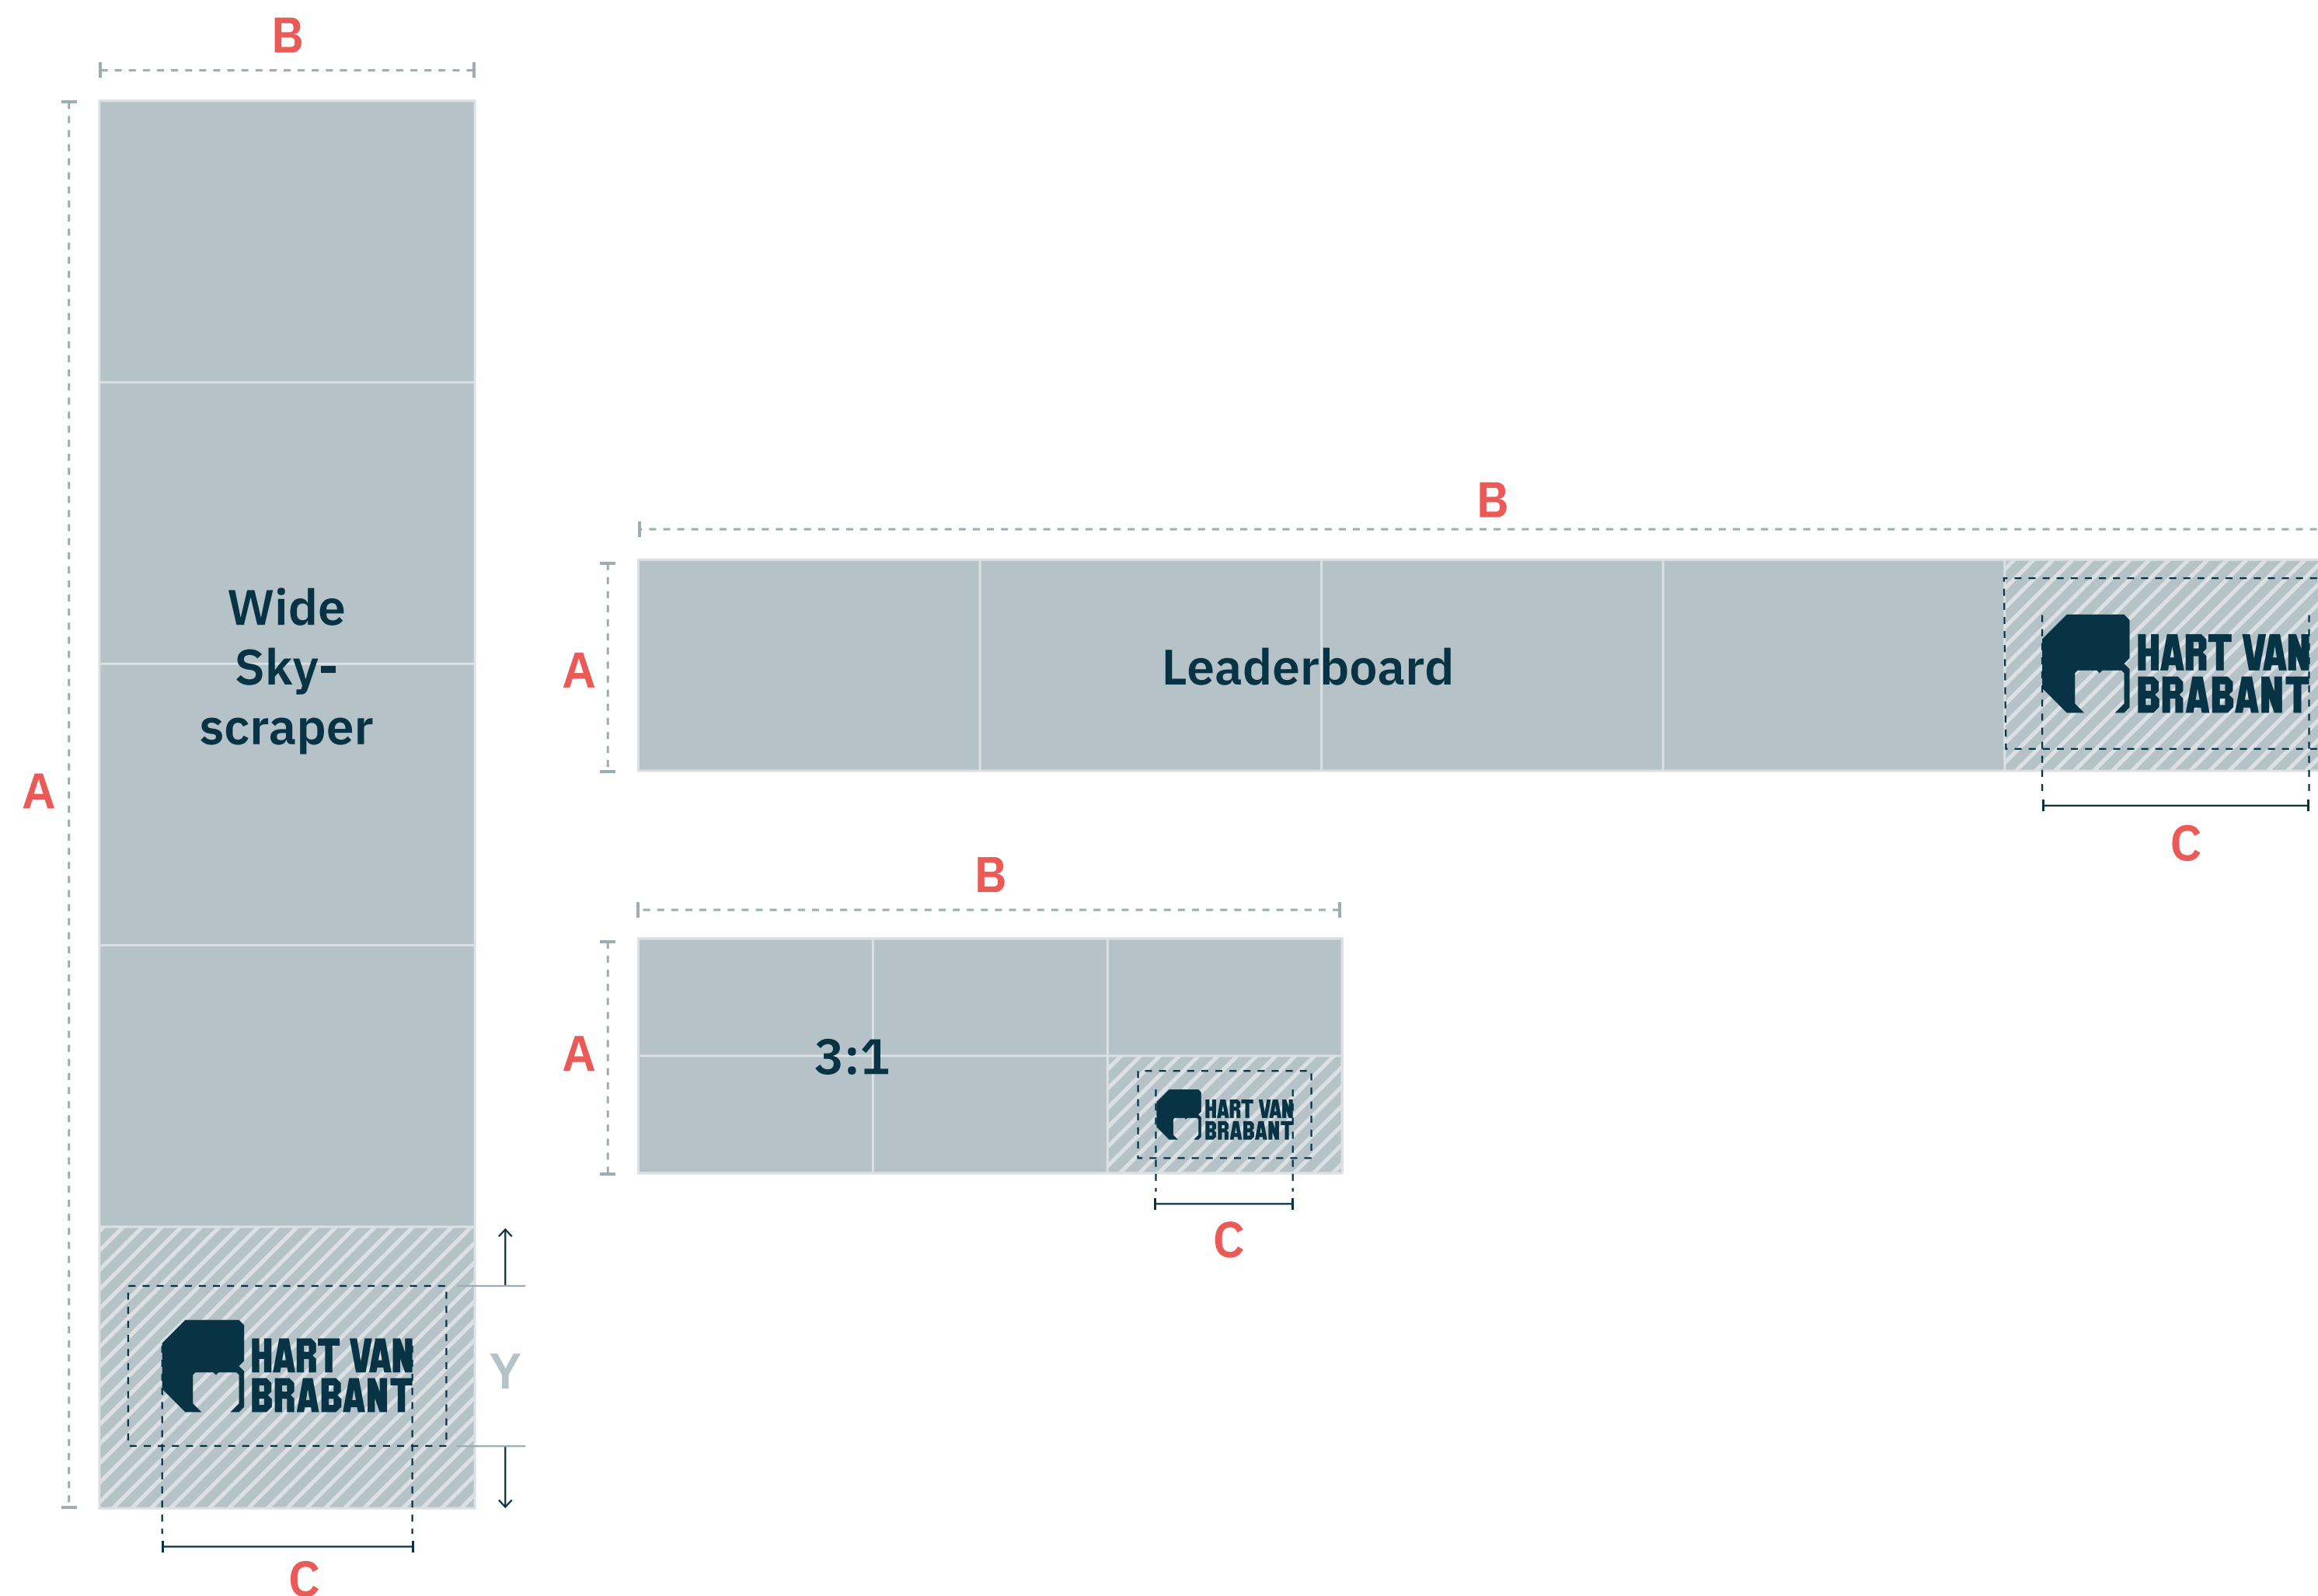 B
A
Wide
Sky-
scraper
HART VAN
BRABANT
Y
C
B
A
Leaderboard
HART VAN
BRABANT
C
B
A
3:1
HART VAN
BRABANT
C